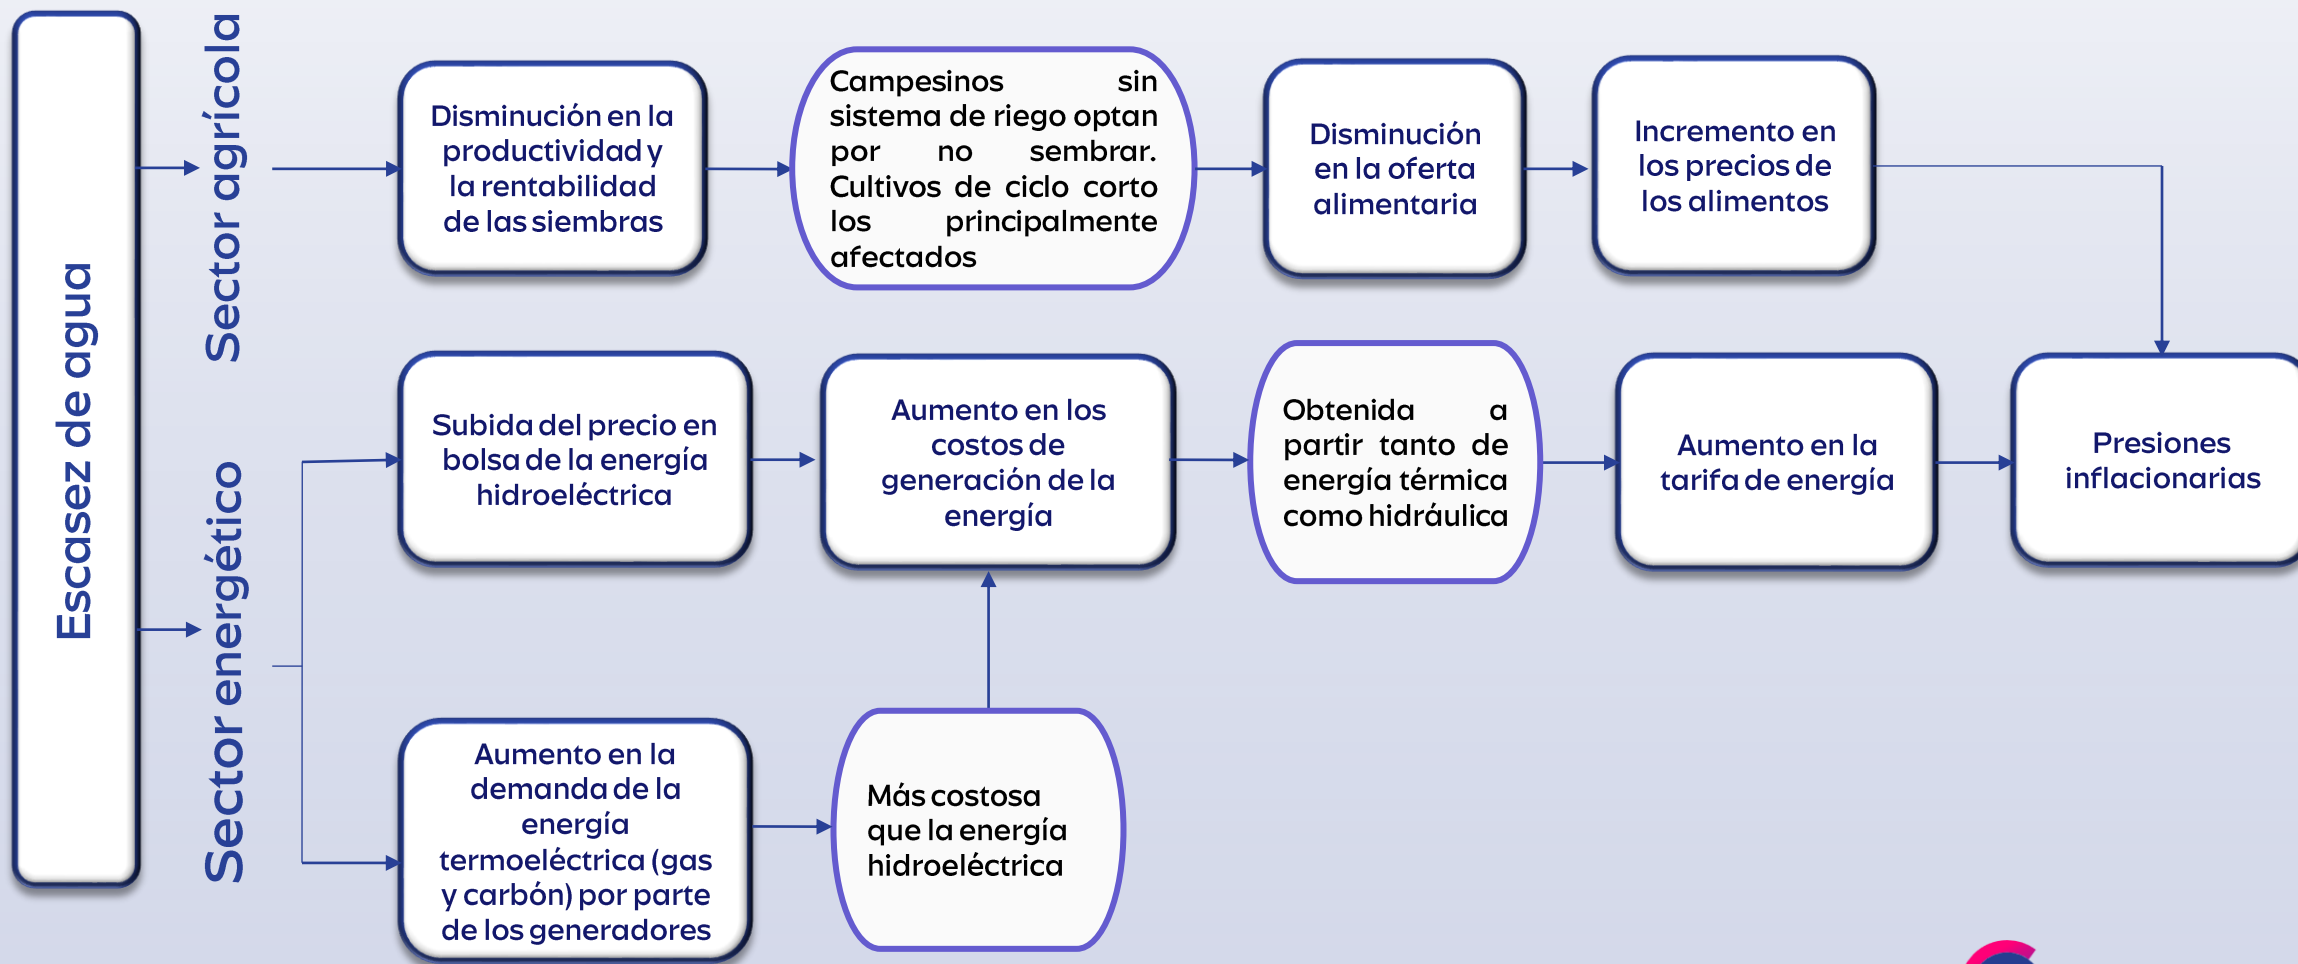 Escasez de agua
Sector agrícola
Disminución en la
productividad y
la rentabilidad
de las siembras
Campesinos sin
sistema de riego optan
por no sembrar.
Cultivos de ciclo corto
los principalmente
afectados
Disminución
en la oferta
alimentaria
Incremento en
los precios de
los alimentos
Sector energético
Subida del precio en
bolsa de la energía
hidroeléctrica
Aumento en los
costos de
generación de la
energía
Obtenida a
partir tanto de
energía térmica
como hidráulica
Aumento en la
tarifa de energía
Presiones
inflacionarias
Aumento en la
demanda de la
energía
termoeléctrica (gas
y carbón) por parte
de los generadores
Más costosa
que la energía
hidroeléctrica